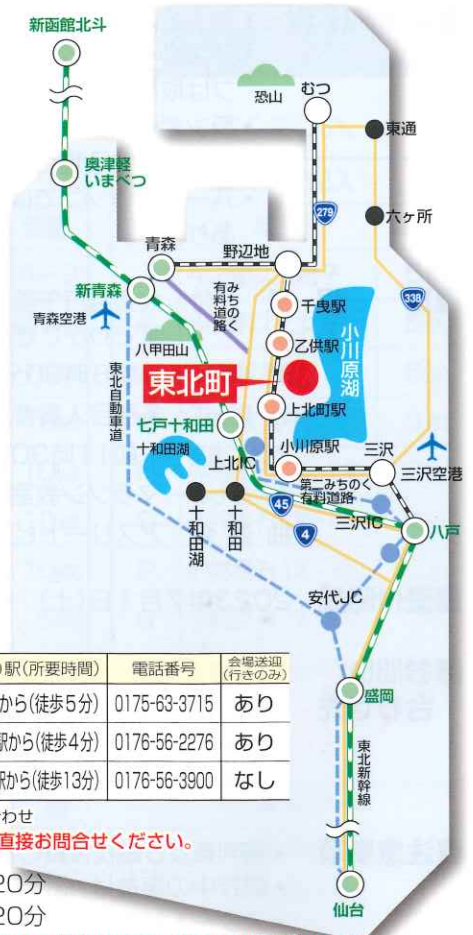 新函館北斗
恐山
むつ
東通
奥津軽
いまべつ
279
六ケ所
青森
野辺地
新青森
みちのく
有料道路
千曳駅
338
青森空港
八甲田山
乙供駅
小川原湖
東北町
東北自動車道
上北町駅
七戸十和田
十和田湖
上北IC
小川原駅
三沢
三沢空港
第二みちのく
有料道路
45
三沢IC
八戸
十和田湖
十和田
4
安代JC
駅(所要時間)
電話番号
会場送迎
(行きのみ)
から(徒歩5分)
0175-63-3715
あり
駅から(徒歩4分)
0176-56-2276
あり
駅から(徒歩13分)
0176-56-3900
なし
盛岡
わせ
直接お問合せください。
東北新幹線
20分
20分
仙台